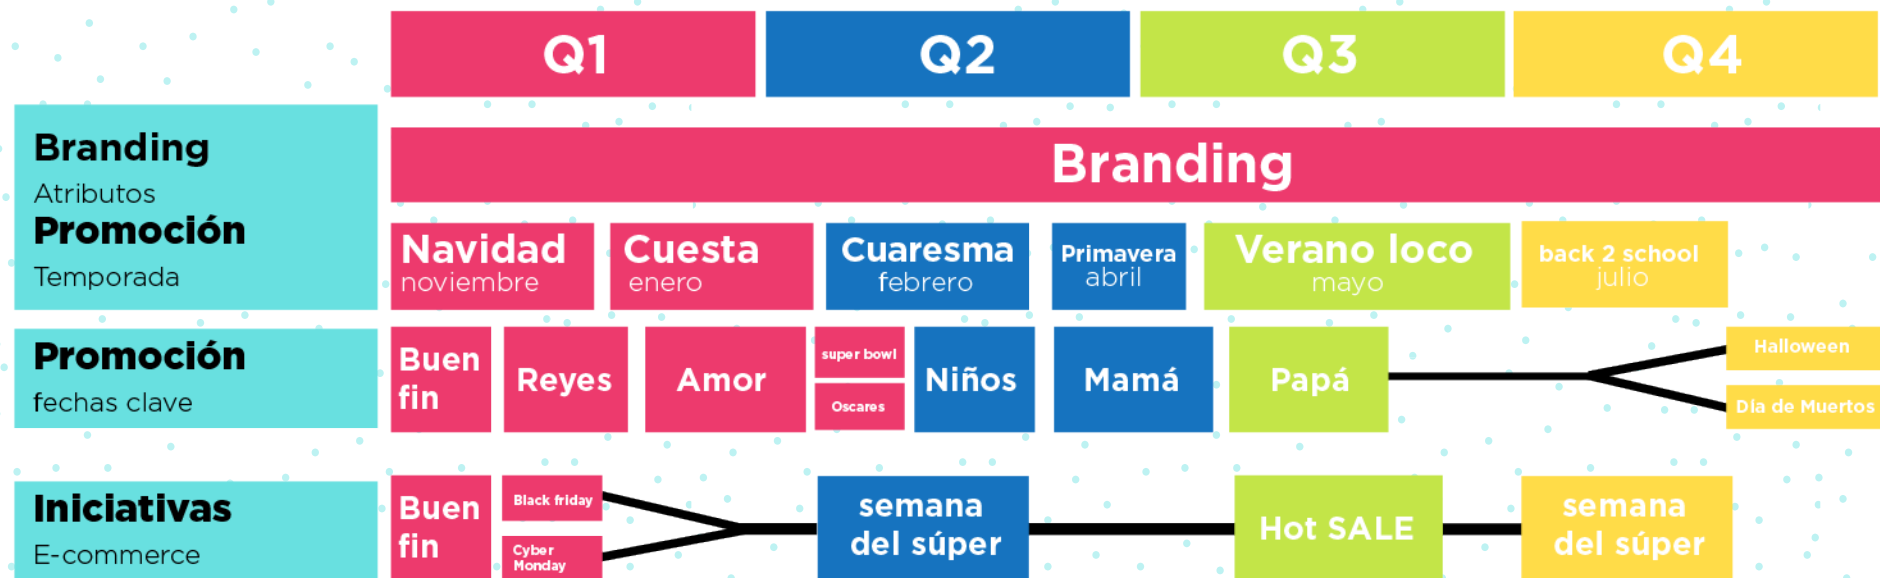 Q1
Q2
Q3
Q4
Branding
Atributos
Promoción
Temporada
Branding
Navidad
noviembre
Cuesta
enero
Cuaresma
febrero
Primavera
abril
Verano loco
mayo
back 2 school
julio
Promoción
fechas clave
Buen
fin
Reyes
Amor
super bowl
Oscares
Niños
Mamá
Papá
Halloween
Día de Muertos
Iniciativas
E-commerce
Buen
fin
Black friday
Cyber
Monday
semana
del súper
Hot SALE
semana
del súper